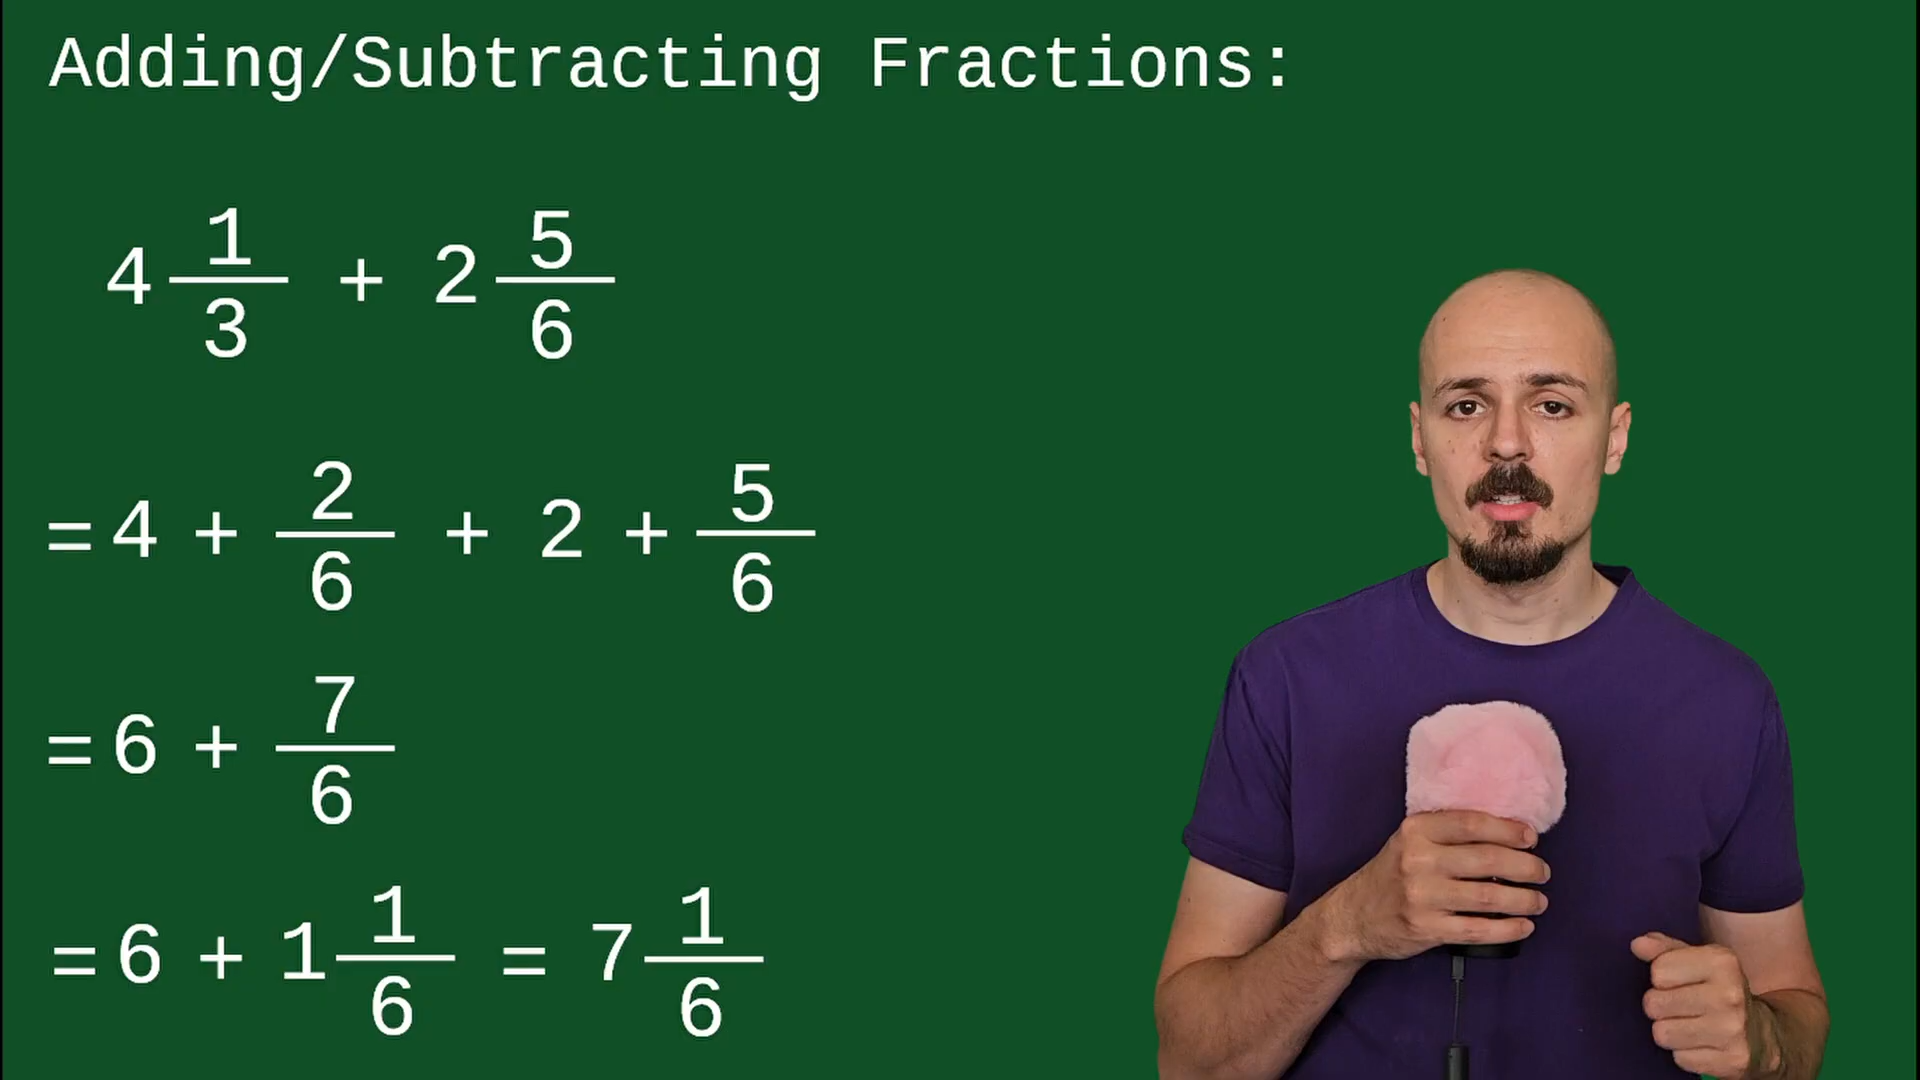 Adding/Subtracting Fractions:
4 1/3 + 2 5/6
= 4 + 2/6 + 2 + 5/6
= 6 + 7/6
= 6 + 1 1/6 = 7 1/6